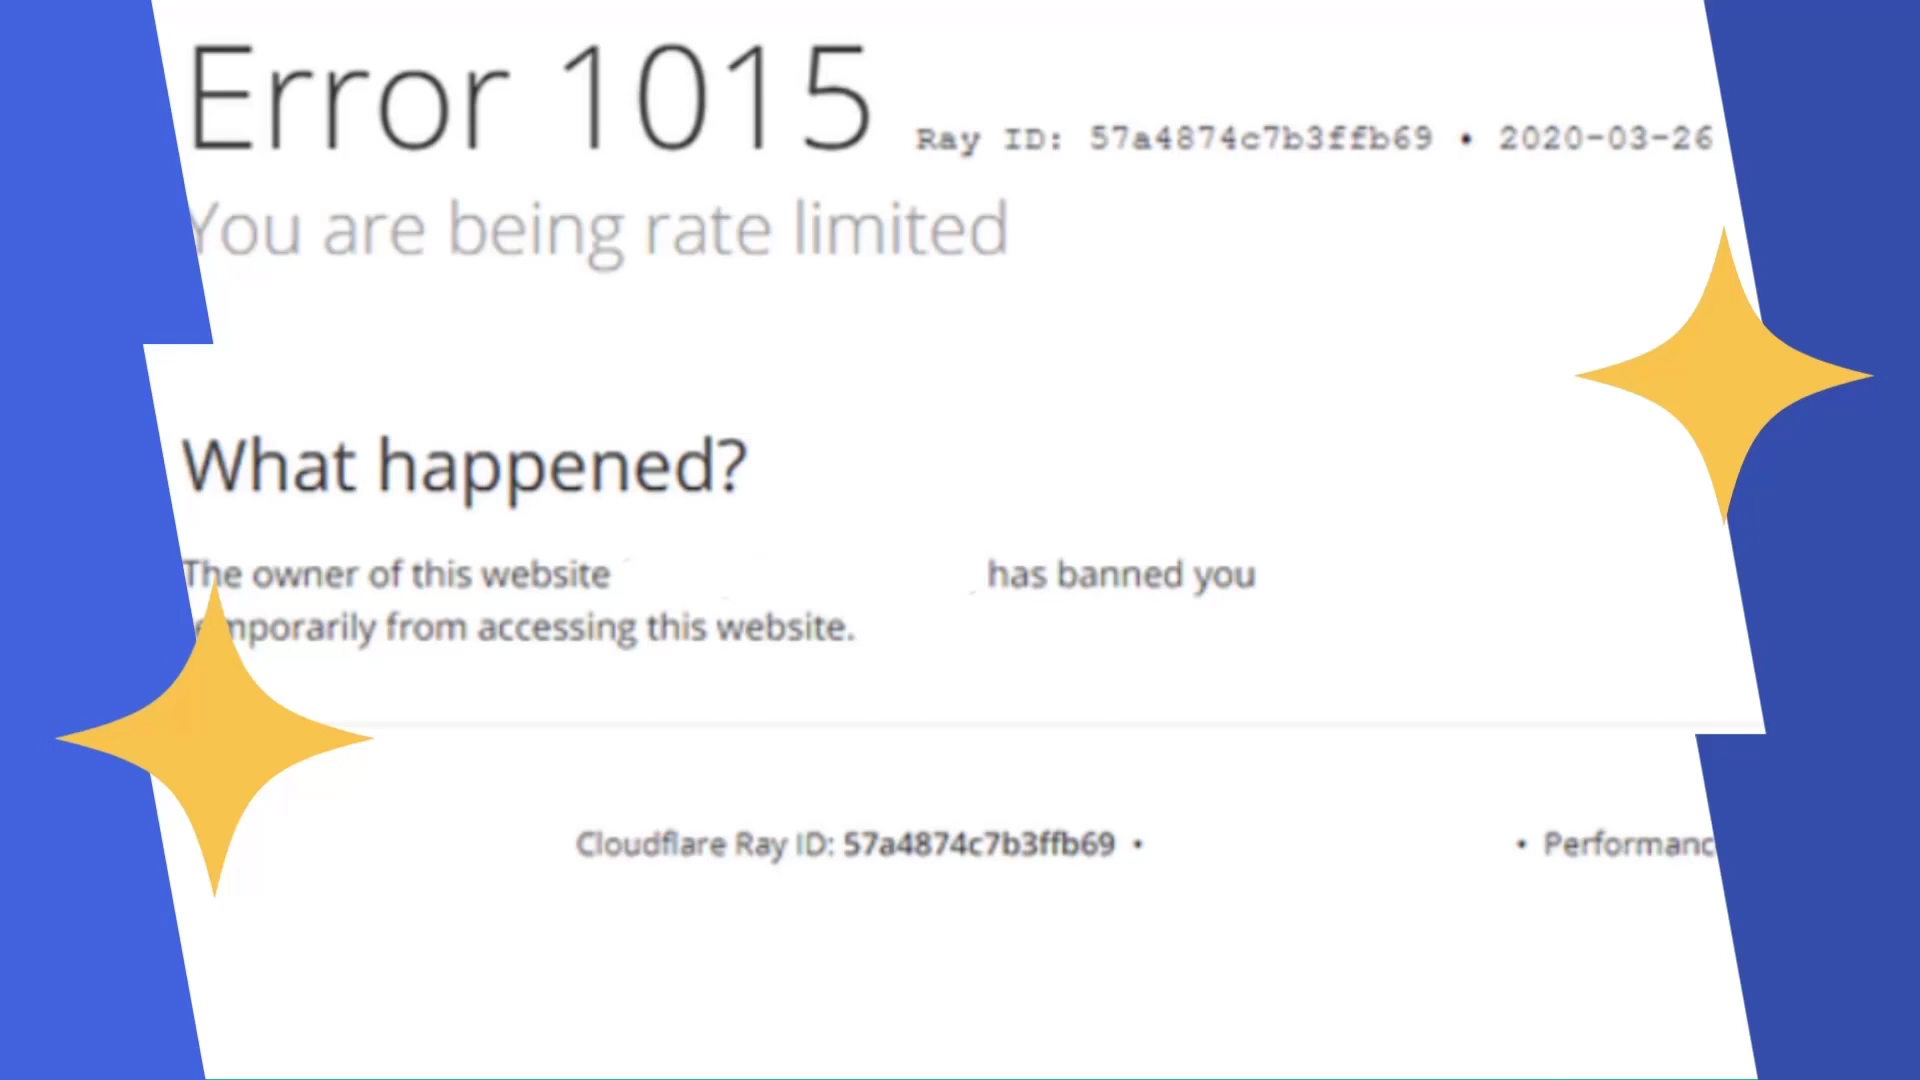 Error 1015 Ray ID: 57a4874c7b3ffb69 • 2020-03-26
You are being rate limited
What happened?
The owner of this website has banned you
temporarily from accessing this website.
Cloudflare Ray ID: 57a4874c7b3ffb69 • • Performanc